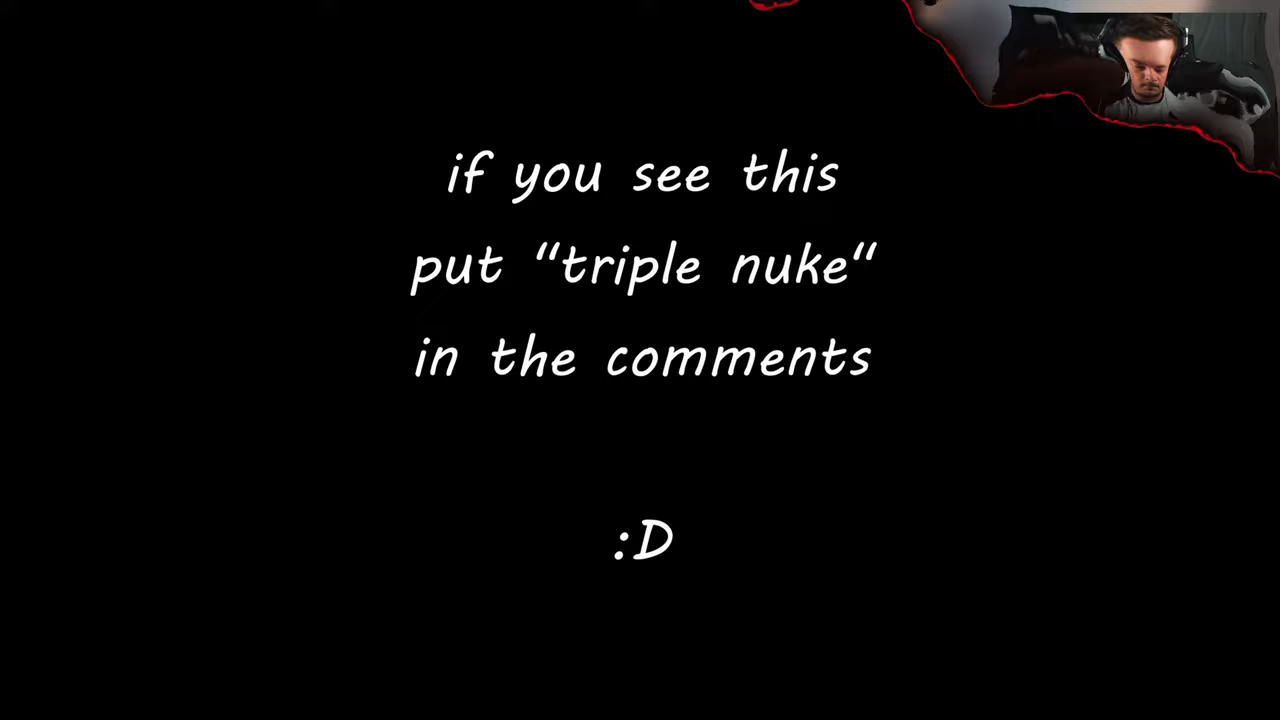 if you see this
put “triple nuke“
in the comments
:D